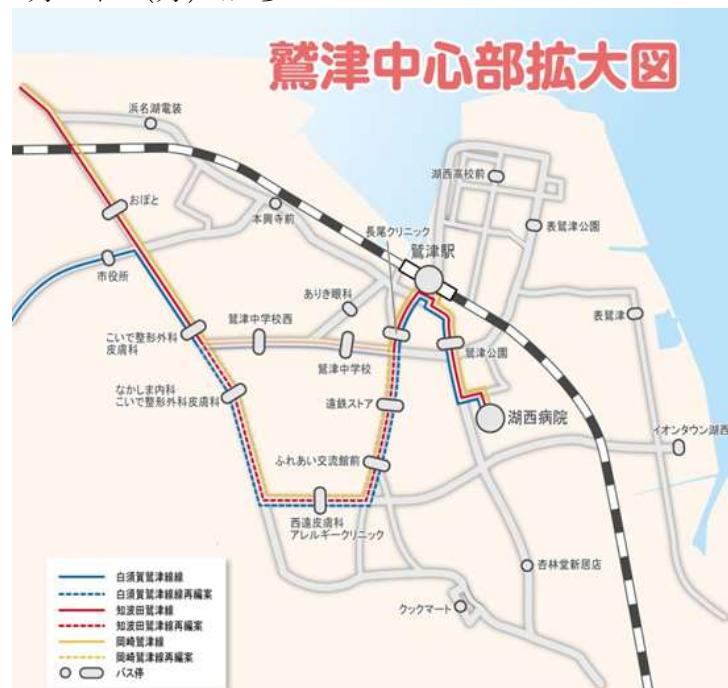 鷲津中心部拡大図
浜名湖電装
湖西高校前
おぼと
本興寺前
長尾クリニック
表鷲津公園
鷲津駅
市役所
ありき眼科
表鷲津
鷲津中学校西
こいで整形外科
皮膚科
鷲津中学校
鷲津公園
なかしま内科
こいで整形外科皮膚科
遠鉄ストア
湖西病院
イオンタウン湖西
ふれあい交流館前
西遠皮膚科
アレルギークリニック
杏林堂新居店
クックマート
白須賀鷲津線線
白須賀鷲津線線再編案
知波田鷲津線
知波田鷲津線再編案
岡崎鷲津線
岡崎鷲津線再編案
バス停